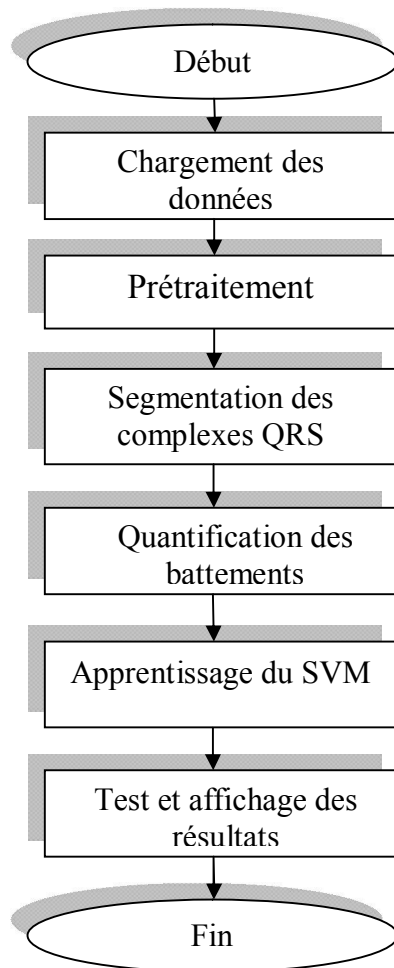 Début
Chargement des
données
Prétraitement
Segmentation des
complexes QRS
Quantification des
battements
Apprentissage du SVM
Test et affichage des
résultats
Fin